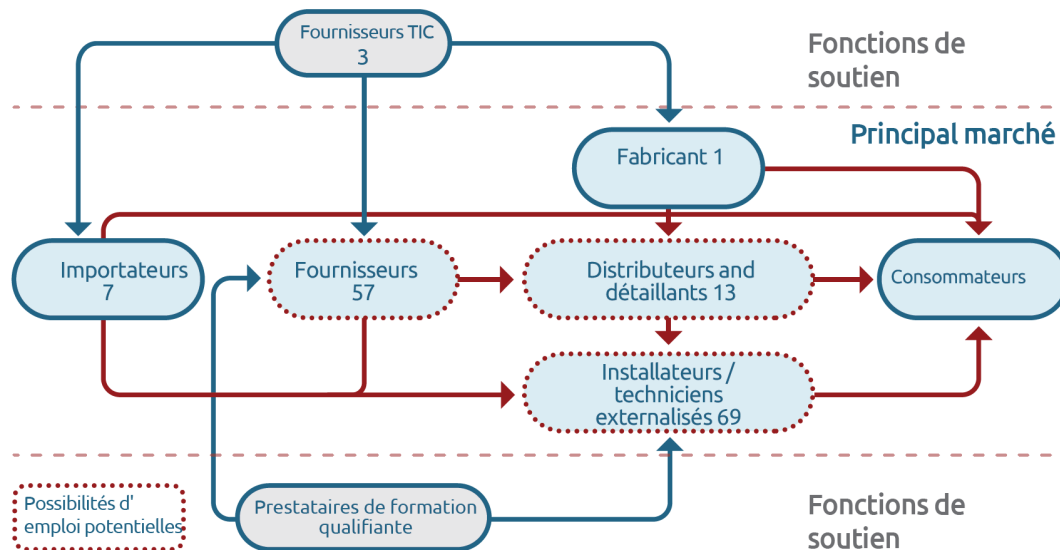 Fournisseurs TIC
3
Fonctions de
soutien
Principal marché
Fabricant 1
Importateurs
7
Fournisseurs
57
Distributeurs and
détaillants 13
Consommateurs
Installateurs /
techniciens
externalisés 69
Possibilités d'
emploi potentielles
Prestataires de formation
qualifiante
Fonctions de
soutien